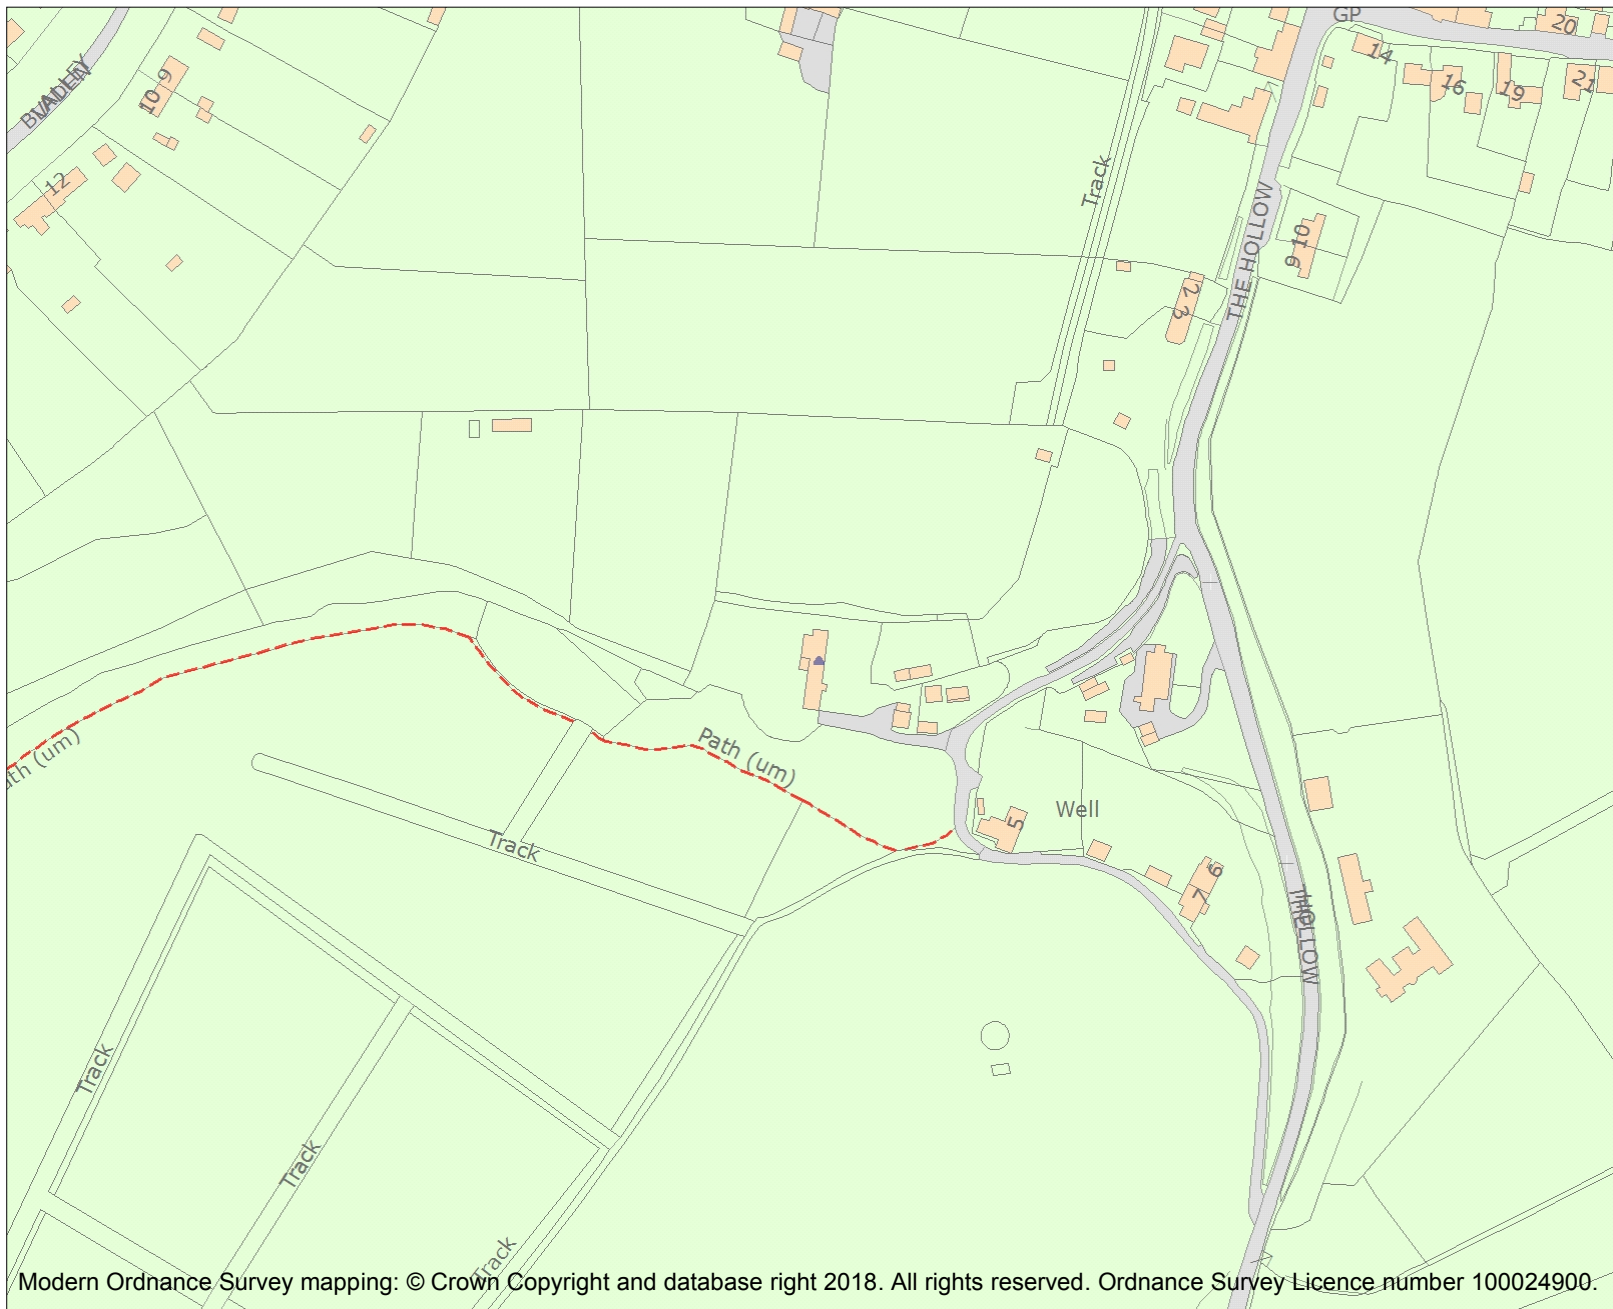 GP
20
14
16
19
21
9
10
12
Track
THE HOLLOW
10
9
2
3
Path (um)
Path (um)
Well
5
Track
6
7
THE HOLLOW
Track
Track
Track
Modern Ordnance Survey mapping: © Crown Copyright and database right 2018. All rights reserved. Ordnance Survey Licence number 100024900.